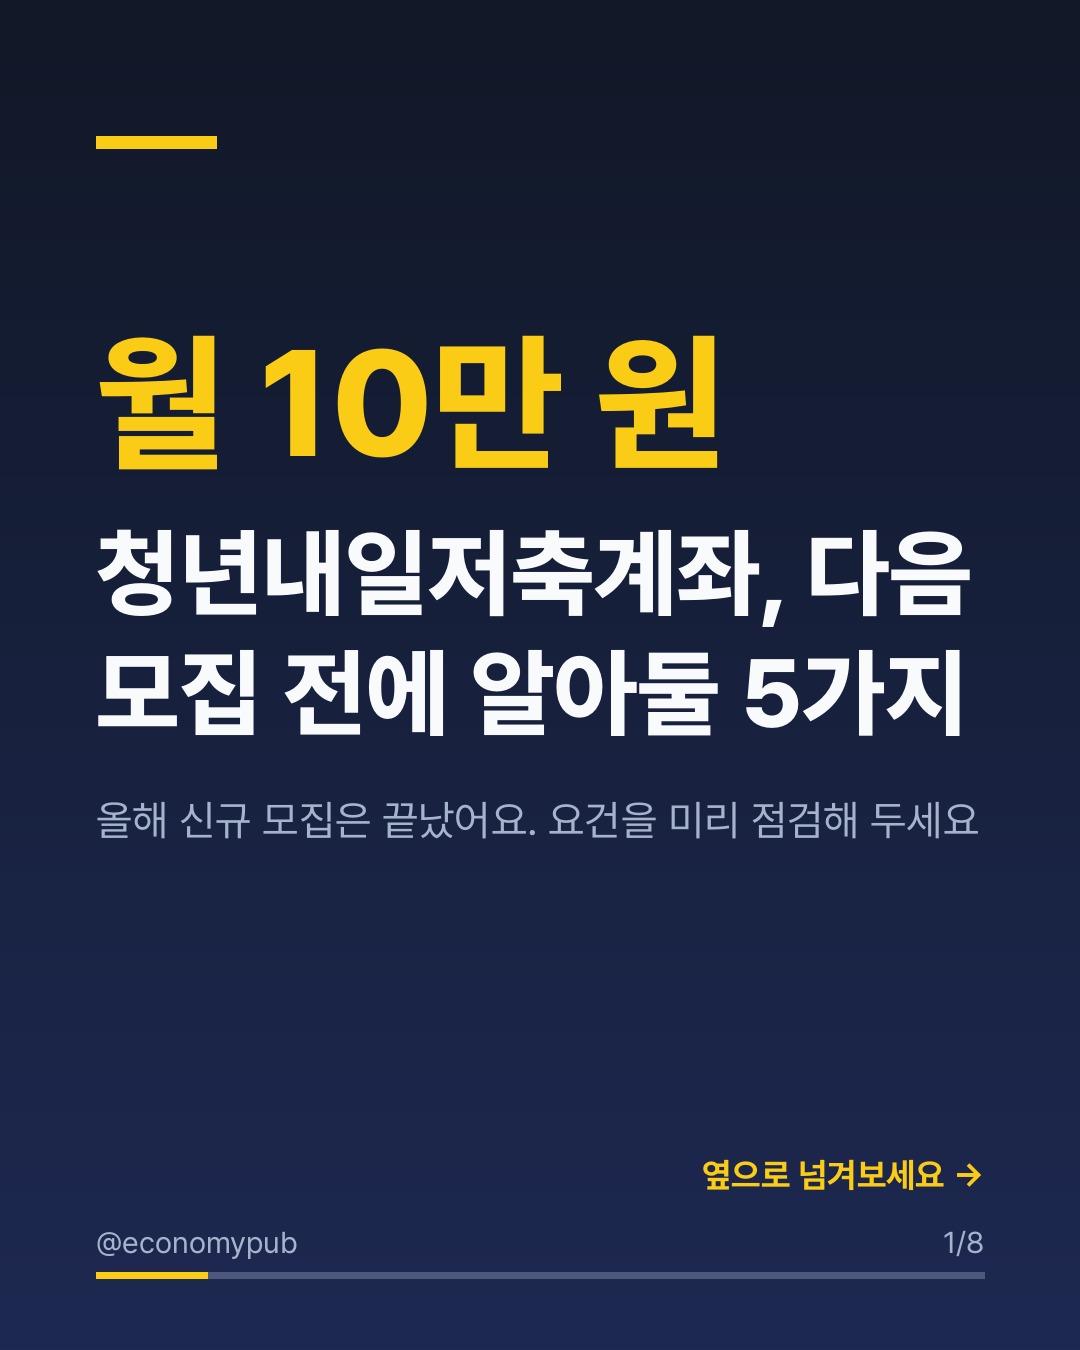 월 10만 원
청년내일저축계좌, 다음
모집 전에 알아둘 5가지
올해 신규 모집은 끝났어요. 요건을 미리 점검해 두세요
옆으로 넘겨보세요 →
@economypub
1/8